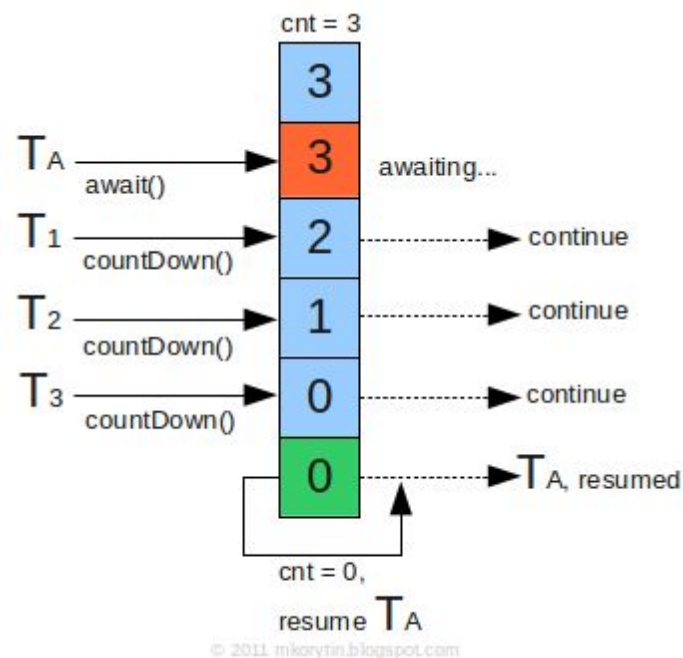 cnt = 3
3
TA
await()
3
awaiting...
T1
countDown()
2
continue
T2
countDown()
1
continue
T3
countDown()
0
continue
0
TA, resumed
cnt = 0,
resume TA
© 2011 mkorytin.blogspot.com